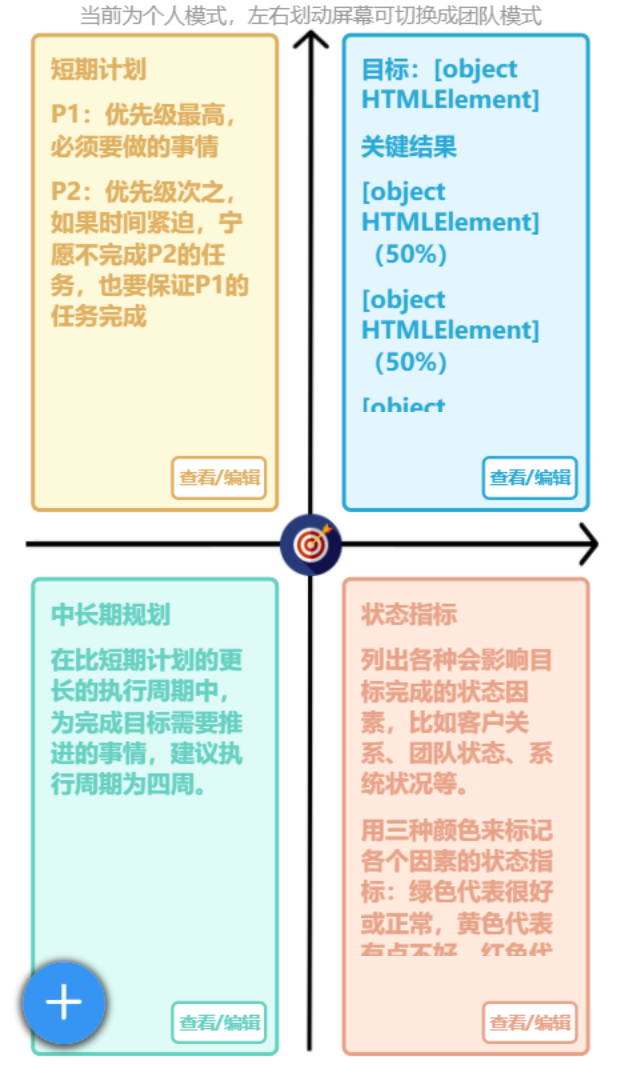 当前为个人模式，左右划动屏幕可切换成团队模式
短期计划
P1：优先级最高，
必须要做的事情
P2：优先级次之，
如果时间紧迫，宁
愿不完成P2的任
务，也要保证P1的
任务完成
查看/编辑
目标：[object
HTMLElement]
关键结果
[object
HTMLElement]
（50%）
[object
HTMLElement]
（50%）
[object
查看/编辑
中长期规划
在比短期计划的更
长的执行周期中，
为完成目标需要推
进的事情，建议执
行周期为四周。
查看/编辑
状态指标
列出各种会影响目
标完成的状态因
素，比如客户关
系、团队状态、系
统状况等。
用三种颜色来标记
各个因素的状态指
标：绿色代表很好
或正常，黄色代表
有点不好，红色代
查看/编辑